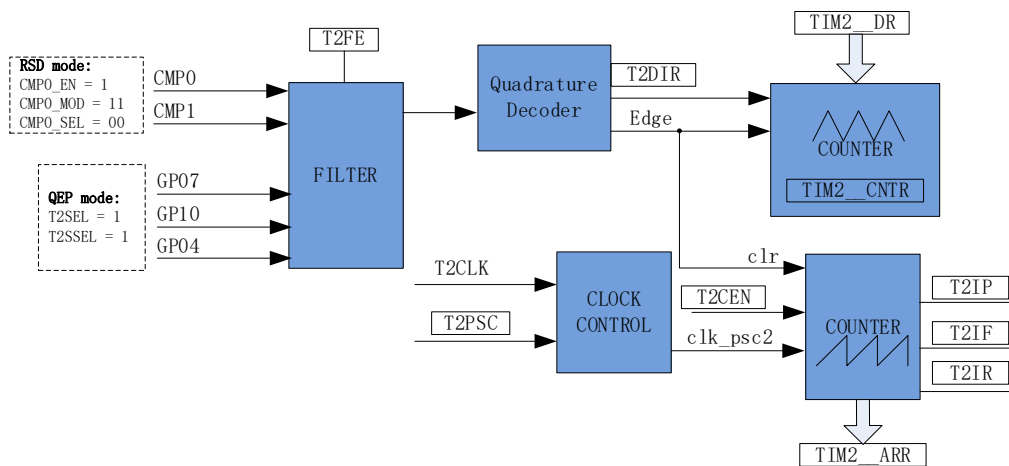 TIM2__DR
T2FE
RSD mode:
CMP0_EN = 1
CMP0_MOD = 11
CMP0_SEL = 00
CMP0
CMP1
Quadrature
Decoder
T2DIR
Edge
COUNTER
TIM2__CNTR
FILTER
QEP mode:
T2SEL = 1
T2SSEL = 1
GP07
GP10
GP04
T2CLK
T2PSC
CLOCK
CONTROL
clr
T2CEN
clk_psc2
COUNTER
T2IP
T2IF
T2IR
TIM2__ARR